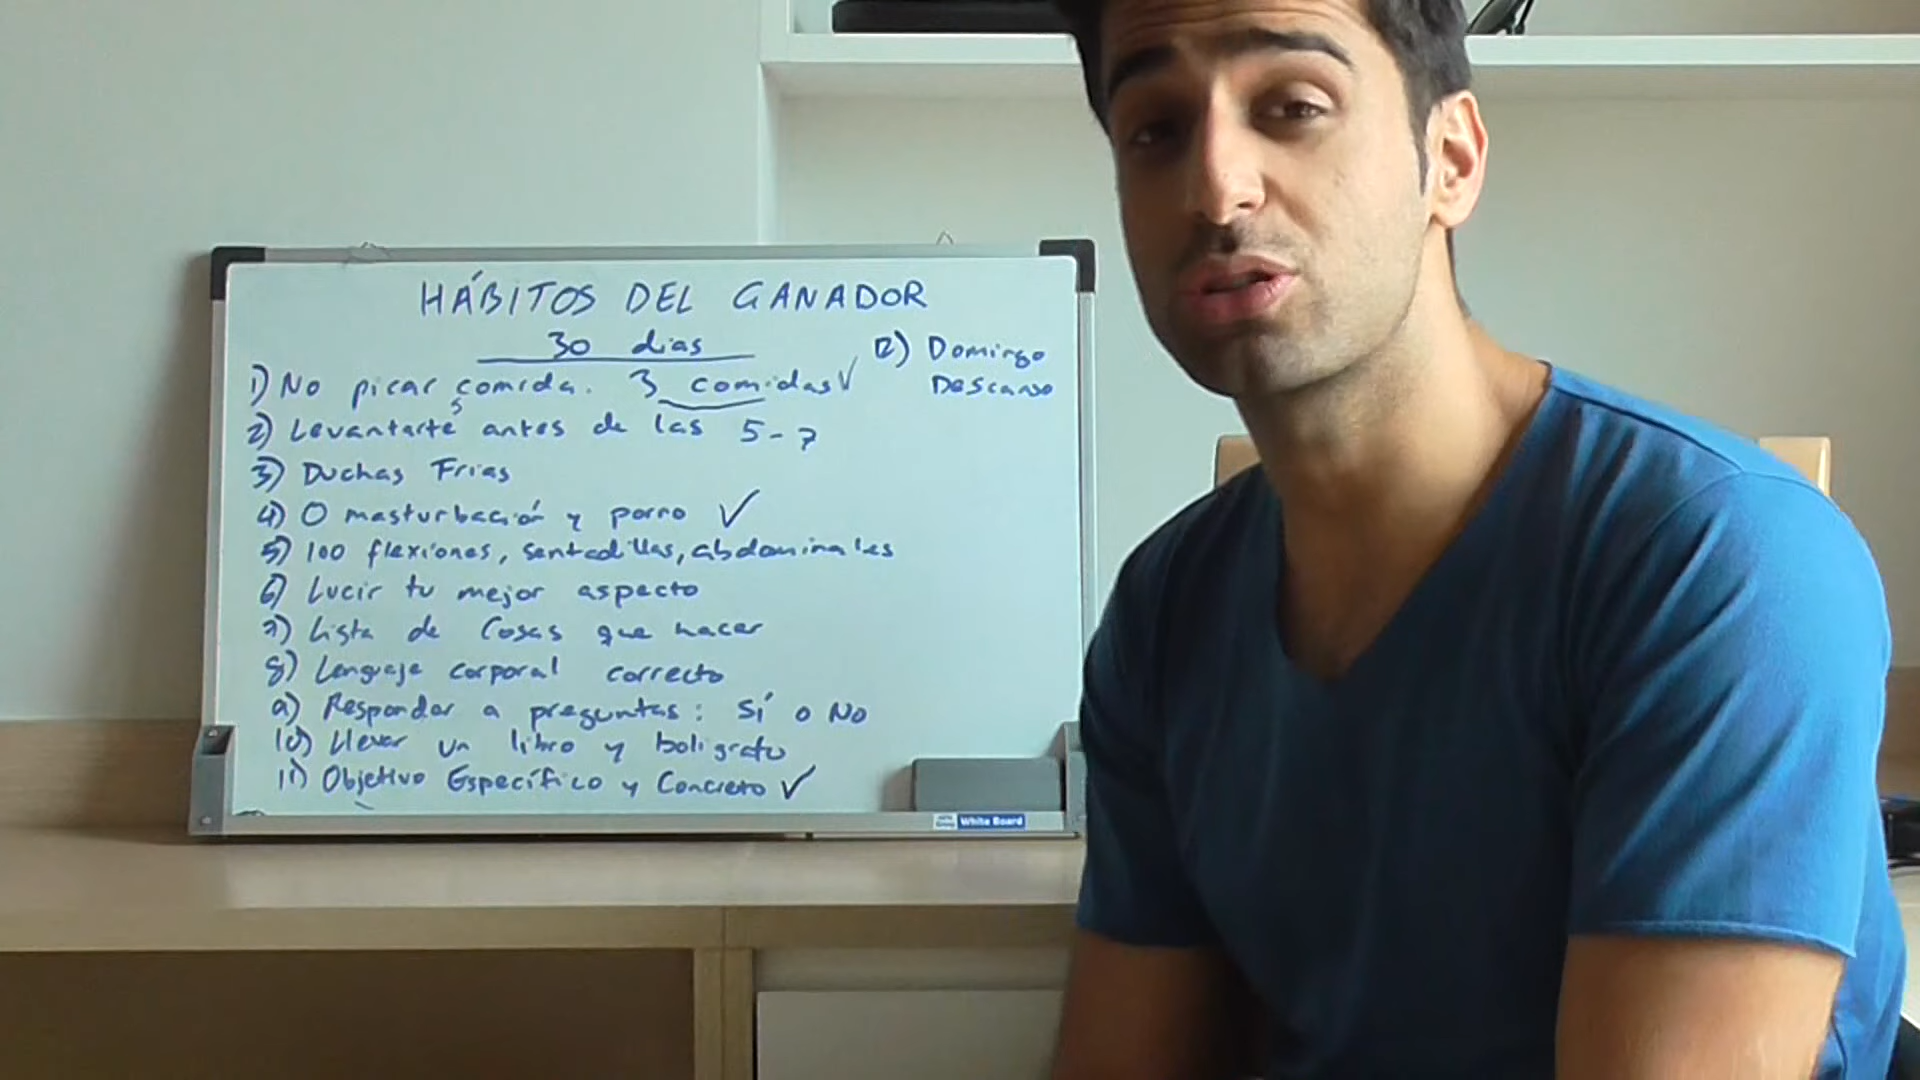 HÁBITOS DEL GANADOR
30 dias
1) No picar comida. 3 comidas ✓
2) Levantarte antes de las 5-7
3) Duchas Frias
4) 0 masturbación y porno ✓
5) 100 flexiones, sentadillas, abdominales
6) Lucir tu mejor aspecto
7) Lista de Cosas que hacer
8) Lenguaje corporal correcto
9) Responder a preguntas: Sí o No
10) Llevar un libro y boligrafo
11) Objetivo Específico y Concreto ✓
12) Domingo
Descanso
White Board